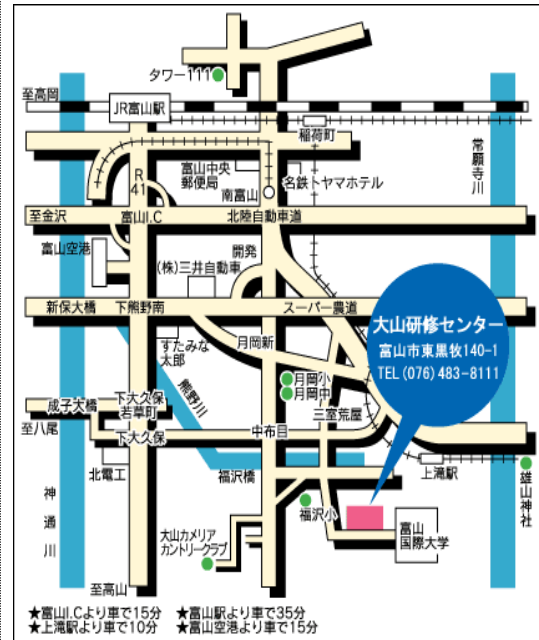 タワー111
至高岡
JR富山駅
稲荷町
常願寺川
R
41
富山中央
郵便局
名鉄トヤマホテル
南富山
至金沢
富山I.C
北陸自動車道
富山空港
開発
(株)三井自動車
新保大橋
下熊野南
スーパー農道
大山研修センター
富山市東黒牧140-1
TEL(076)483-8111
すたみな
太郎
月岡新
熊野川
月岡小
月岡中
下大久保
若草町
成子大橋
三室荒屋
至八尾
下大久保
中布目
北電工
福沢橋
上滝駅
雄山神社
神通川
福沢小
大山カメリア
カントリークラブ
富山
国際大学
至高山
★富山I.Cより車で15分
★富山駅より車で35分
★上滝駅より車で10分
★富山空港より車で15分